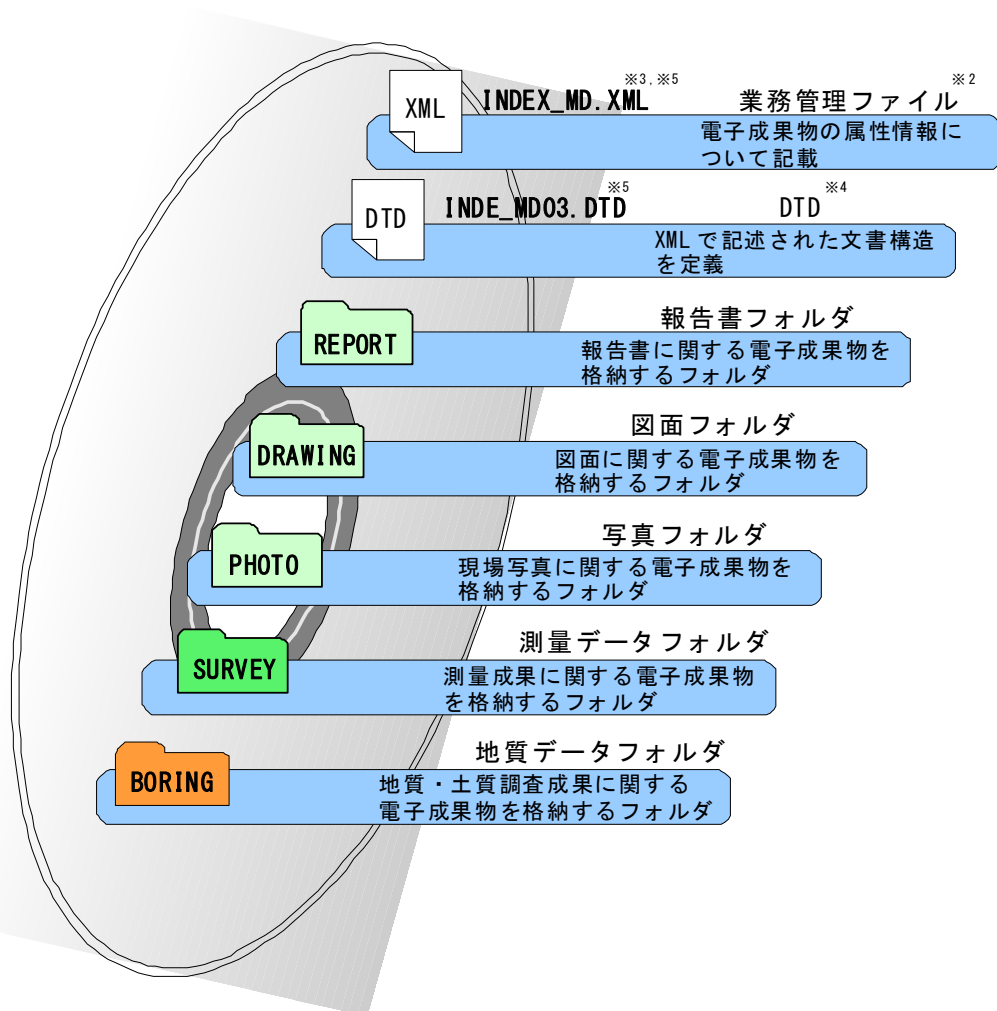 ※3,※5
※2
XML INDEX_MD.XML 業務管理ファイル
電子成果物の属性情報に
ついて記載
※5
※4
DTD INDE_MD03.DTD DTD
XMLで記述された文書構造
を定義
報告書フォルダ
REPORT
報告書に関する電子成果物を
格納するフォルダ
図面フォルダ
DRAWING
図面に関する電子成果物を
格納するフォルダ
写真フォルダ
PHOTO
現場写真に関する電子成果物を
格納するフォルダ
測量データフォルダ
SURVEY
測量成果に関する電子成果物
を格納するフォルダ
地質データフォルダ
BORING
地質・土質調査成果に関する
電子成果物を格納するフォルダ